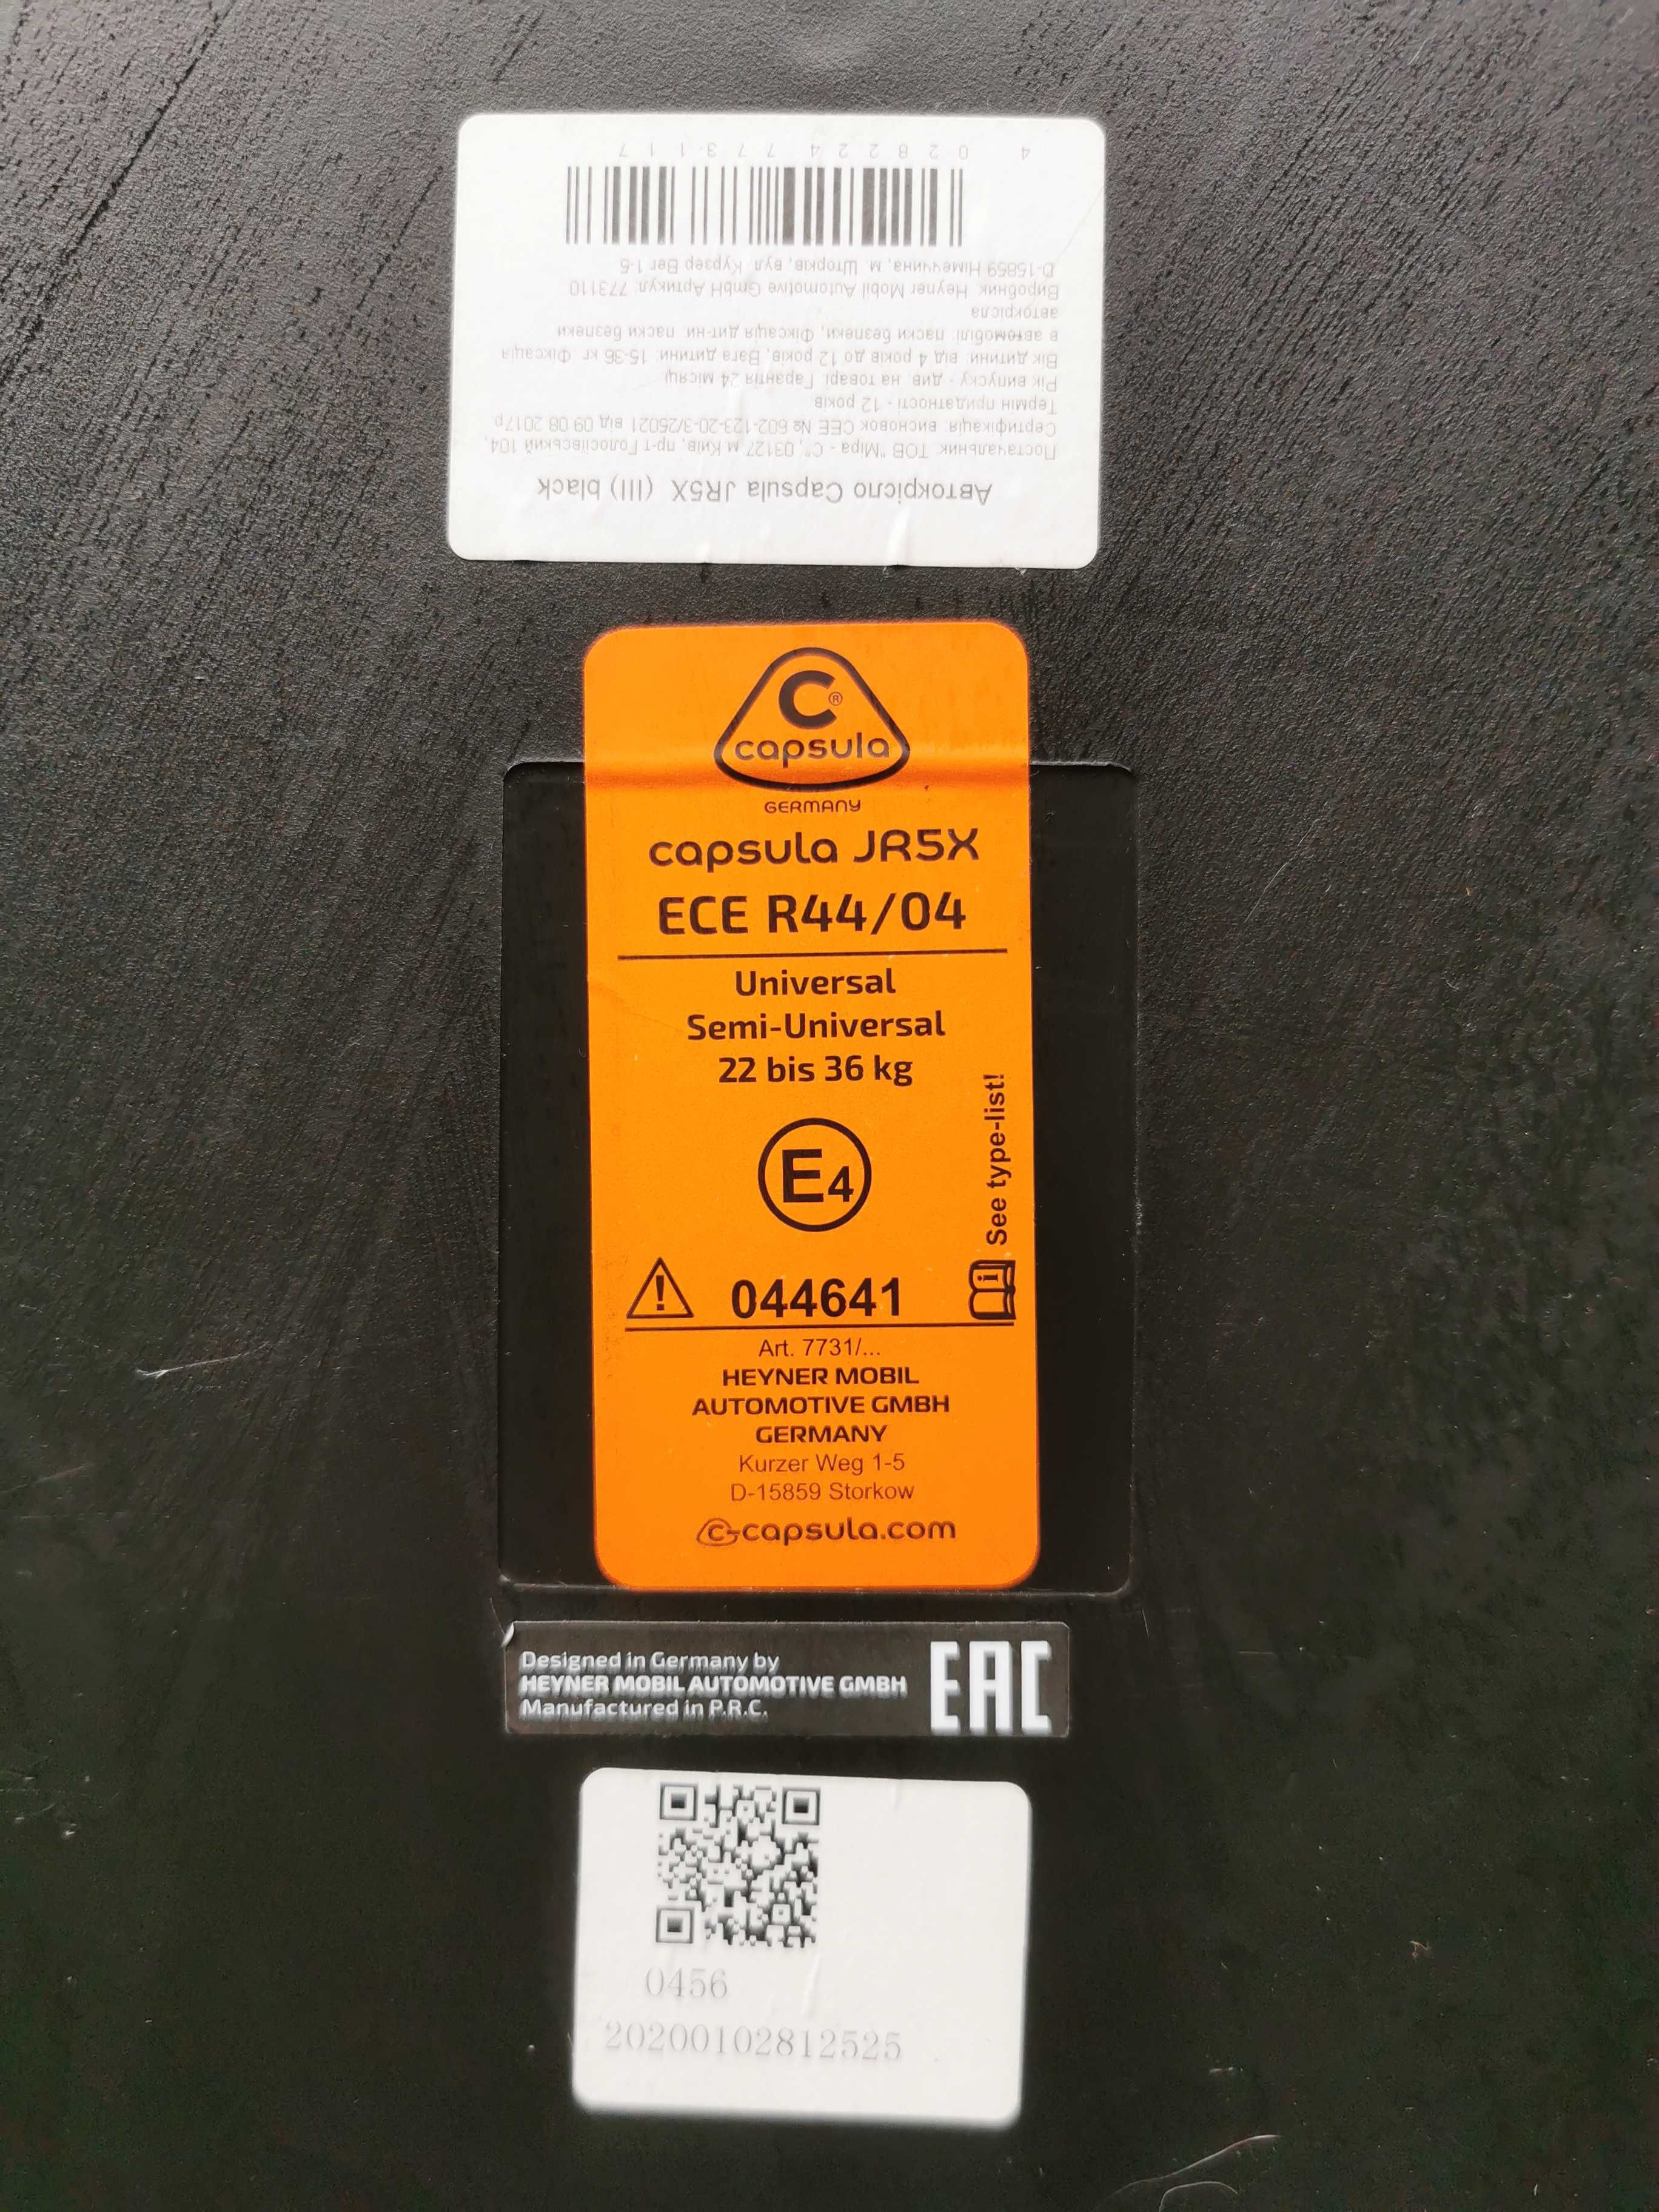 Автокрісло Capsula JR5X (III) black
Постачальник: ТОВ "Міра - С", 03127 м Київ, пр-т Голосіївський 104,
Сертифікація: висновок СЕЕ № 602-123-20-3/25021 від 09 08 2017р
Термін придатності - 12 років
Рік випуску - див. на товарі. Гарантія 24 місяці
Вік дитини: від 4 років до 12 років, Вага дитини: 15-36 кг. Фіксація
в автомобілі: паски безпеки, Фіксація дит-ни: паски безпеки
автокрісла
Виробник: Heyner Mobil Automotive GmbH Артикул: 773110
D-15859 Німеччина, м. Шторків, вул. Курзер Вег 1-5
4 028224 773117
C®
capsula
GERMANY
capsula JR5X
ECE R44/04
Universal
Semi-Universal
22 bis 36 kg
E4
See type-list!
044641
Art. 7731/...
HEYNER MOBIL
AUTOMOTIVE GMBH
GERMANY
Kurzer Weg 1-5
D-15859 Storkow
c-capsula.com
Designed in Germany by
HEYNER MOBIL AUTOMOTIVE GMBH
Manufactured in P.R.C.
EAC
0456
20200102812525